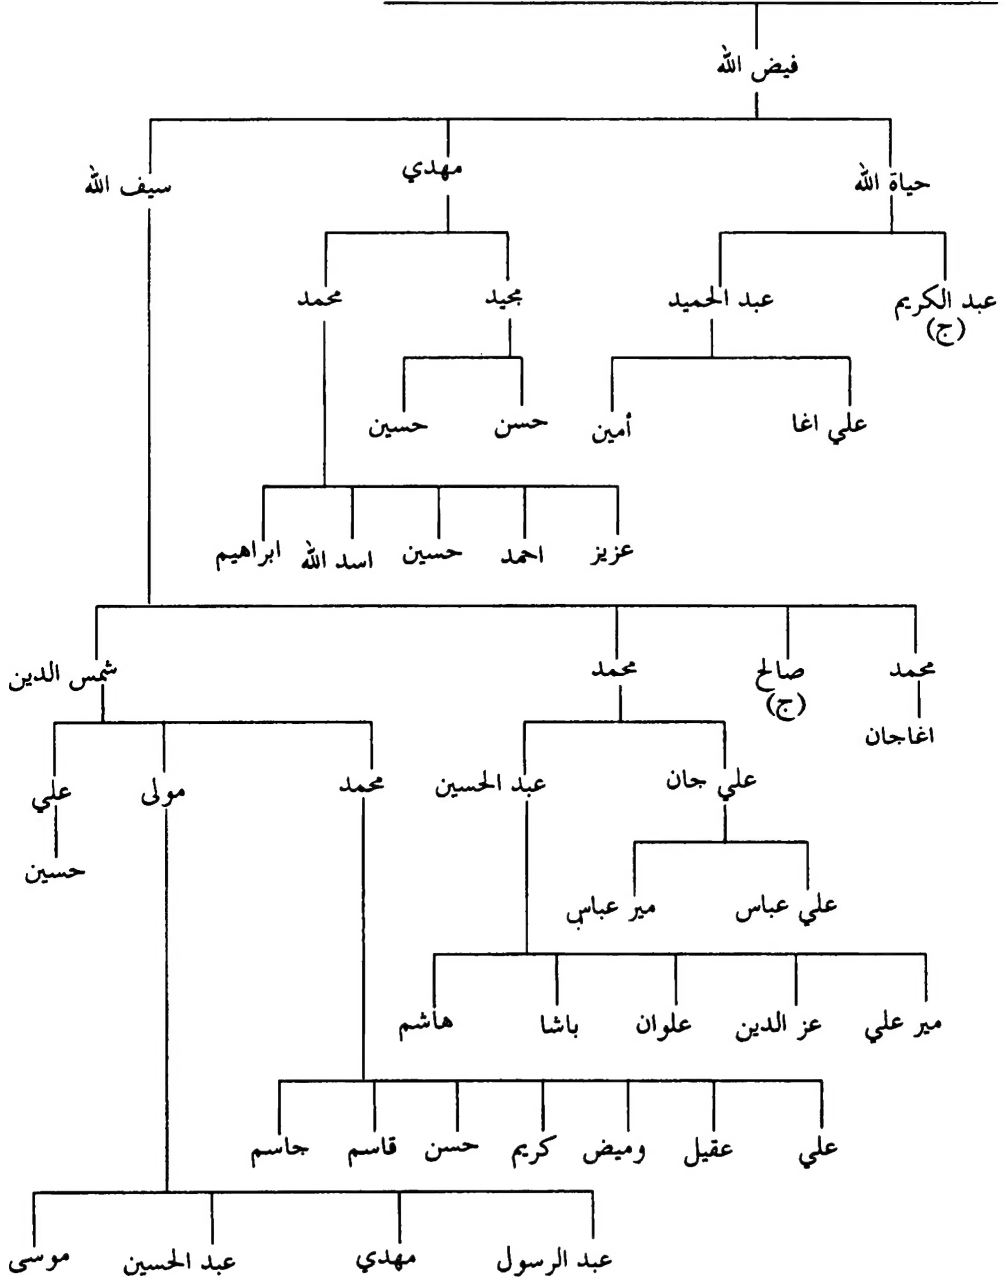 فيض الله
حياة الله
مهدي
سيف الله
عبد الكريم
(ج)
عبد الحميد
مجيد
محمد
علي اغا
أمين
حسن
حسين
عزيز
احمد
حسين
اسد الله
ابراهيم
محمد
صالح
(ج)
محمد
شمس الدين
اغاجان
علي جان
عبد الحسين
محمد
مولى
علي
حسين
علي عباس
مير عباس
مير علي
عز الدين
علوان
باشا
هاشم
علي
عقيل
وميض
كريم
حسن
قاسم
جاسم
عبد الرسول
مهدي
عبد الحسين
موسى